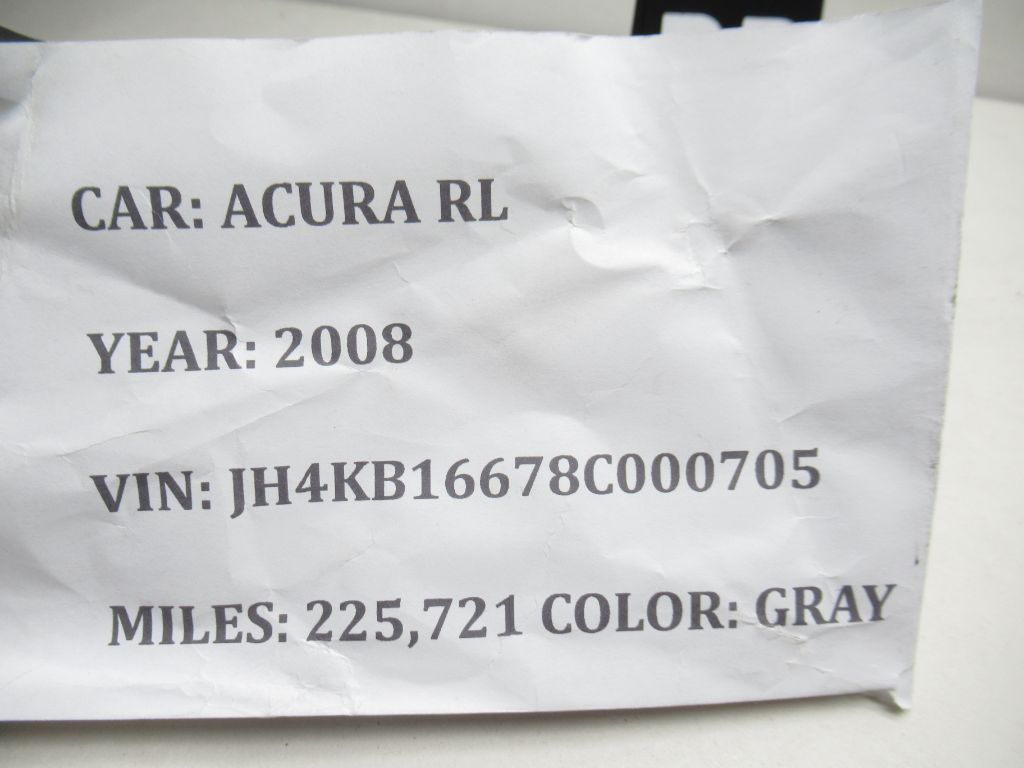 CAR: ACURA RL
YEAR: 2008
VIN: JH4KB16678C000705
MILES: 225,721 COLOR: GRAY